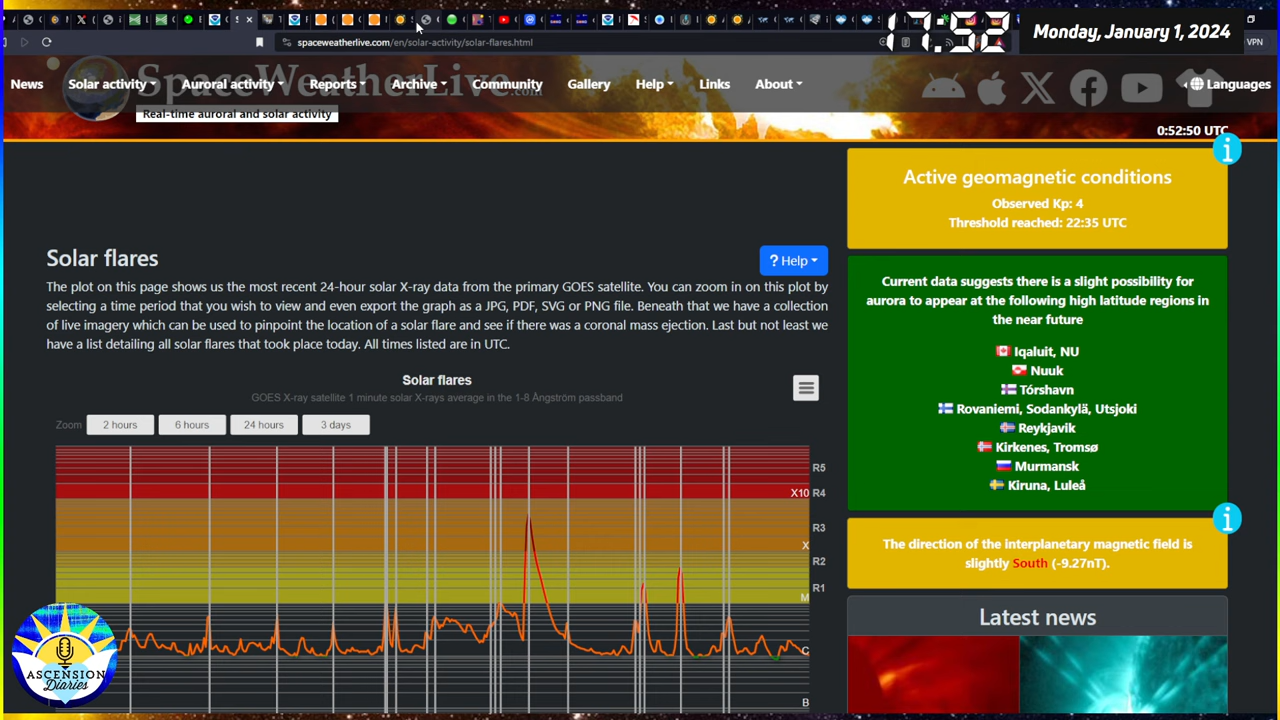 17:52
Monday, January 1, 2024
spaceweatherlive.com/en/solar-activity/solar-flares.html
VPN
SpaceWeatherLive.com
Real-time auroral and solar activity
News
Solar activity
Auroral activity
Reports
Archive
Community
Gallery
Help
Links
About
Languages
0:52:50 UTC
Solar flares
? Help
The plot on this page shows us the most recent 24-hour solar X-ray data from the primary GOES satellite. You can zoom in on this plot by
selecting a time period that you wish to view and even export the graph as a JPG, PDF, SVG or PNG file. Beneath that we have a collection
of live imagery which can be used to pinpoint the location of a solar flare and see if there was a coronal mass ejection. Last but not least we
have a list detailing all solar flares that took place today. All times listed are in UTC.
Solar flares
GOES X-ray satellite 1 minute solar X-rays average in the 1-8 Ångström passband
Zoom
2 hours
6 hours
24 hours
3 days
R5
X10 R4
R3
X
R2
R1
M
C
B
Active geomagnetic conditions
Observed Kp: 4
Threshold reached: 22:35 UTC
Current data suggests there is a slight possibility for
aurora to appear at the following high latitude regions in
the near future
Iqaluit, NU
Nuuk
Tórshavn
Rovaniemi, Sodankylä, Utsjoki
Reykjavik
Kirkenes, Tromsø
Murmansk
Kiruna, Luleå
The direction of the interplanetary magnetic field is
slightly South (-9.27nT).
Latest news
ASCENSION
Diaries